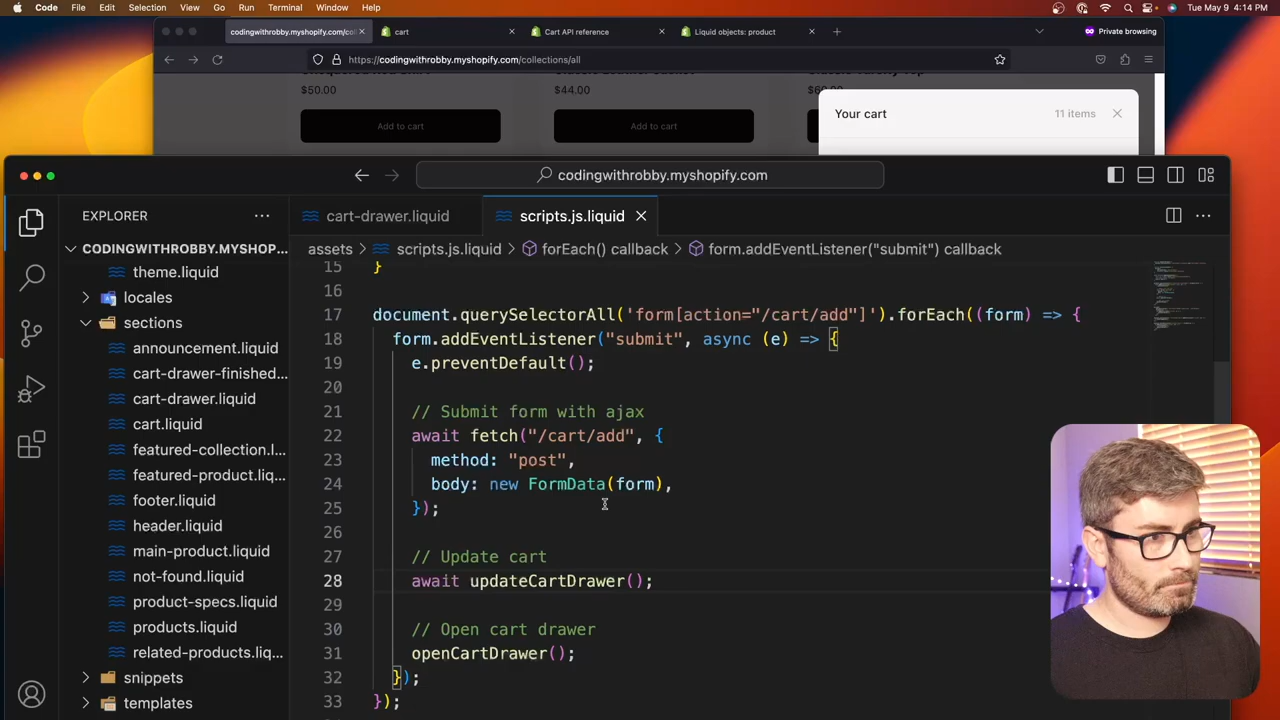 Code File Edit Selection View Go Run Terminal Window Help Tue May 9 4:14 PM
codingwithrobby.myshopify.com/coll cart Cart API reference Liquid objects: product Private browsing
https://codingwithrobby.myshopify.com/collections/all
$50.00 $44.00
Add to cart Add to cart
Your cart 11 items
codingwithrobby.myshopify.com
EXPLORER
cart-drawer.liquid scripts.js.liquid
CODINGWITHROBBY.MYSHOP...
assets > scripts.js.liquid > forEach() callback > form.addEventListener("submit") callback
theme.liquid
locales
sections
announcement.liquid
cart-drawer-finished...
cart-drawer.liquid
cart.liquid
featured-collection.l...
featured-product.liq...
footer.liquid
header.liquid
main-product.liquid
not-found.liquid
product-specs.liquid
products.liquid
related-products.liq...
snippets
templates
15 }
16
17 document.querySelectorAll('form[action="/cart/add"]').forEach((form) => {
18 form.addEventListener("submit", async (e) => {
19 e.preventDefault();
20
21 // Submit form with ajax
22 await fetch("/cart/add", {
23 method: "post",
24 body: new FormData(form),
25 });
26
27 // Update cart
28 await updateCartDrawer();
29
30 // Open cart drawer
31 openCartDrawer();
32 });
33 });